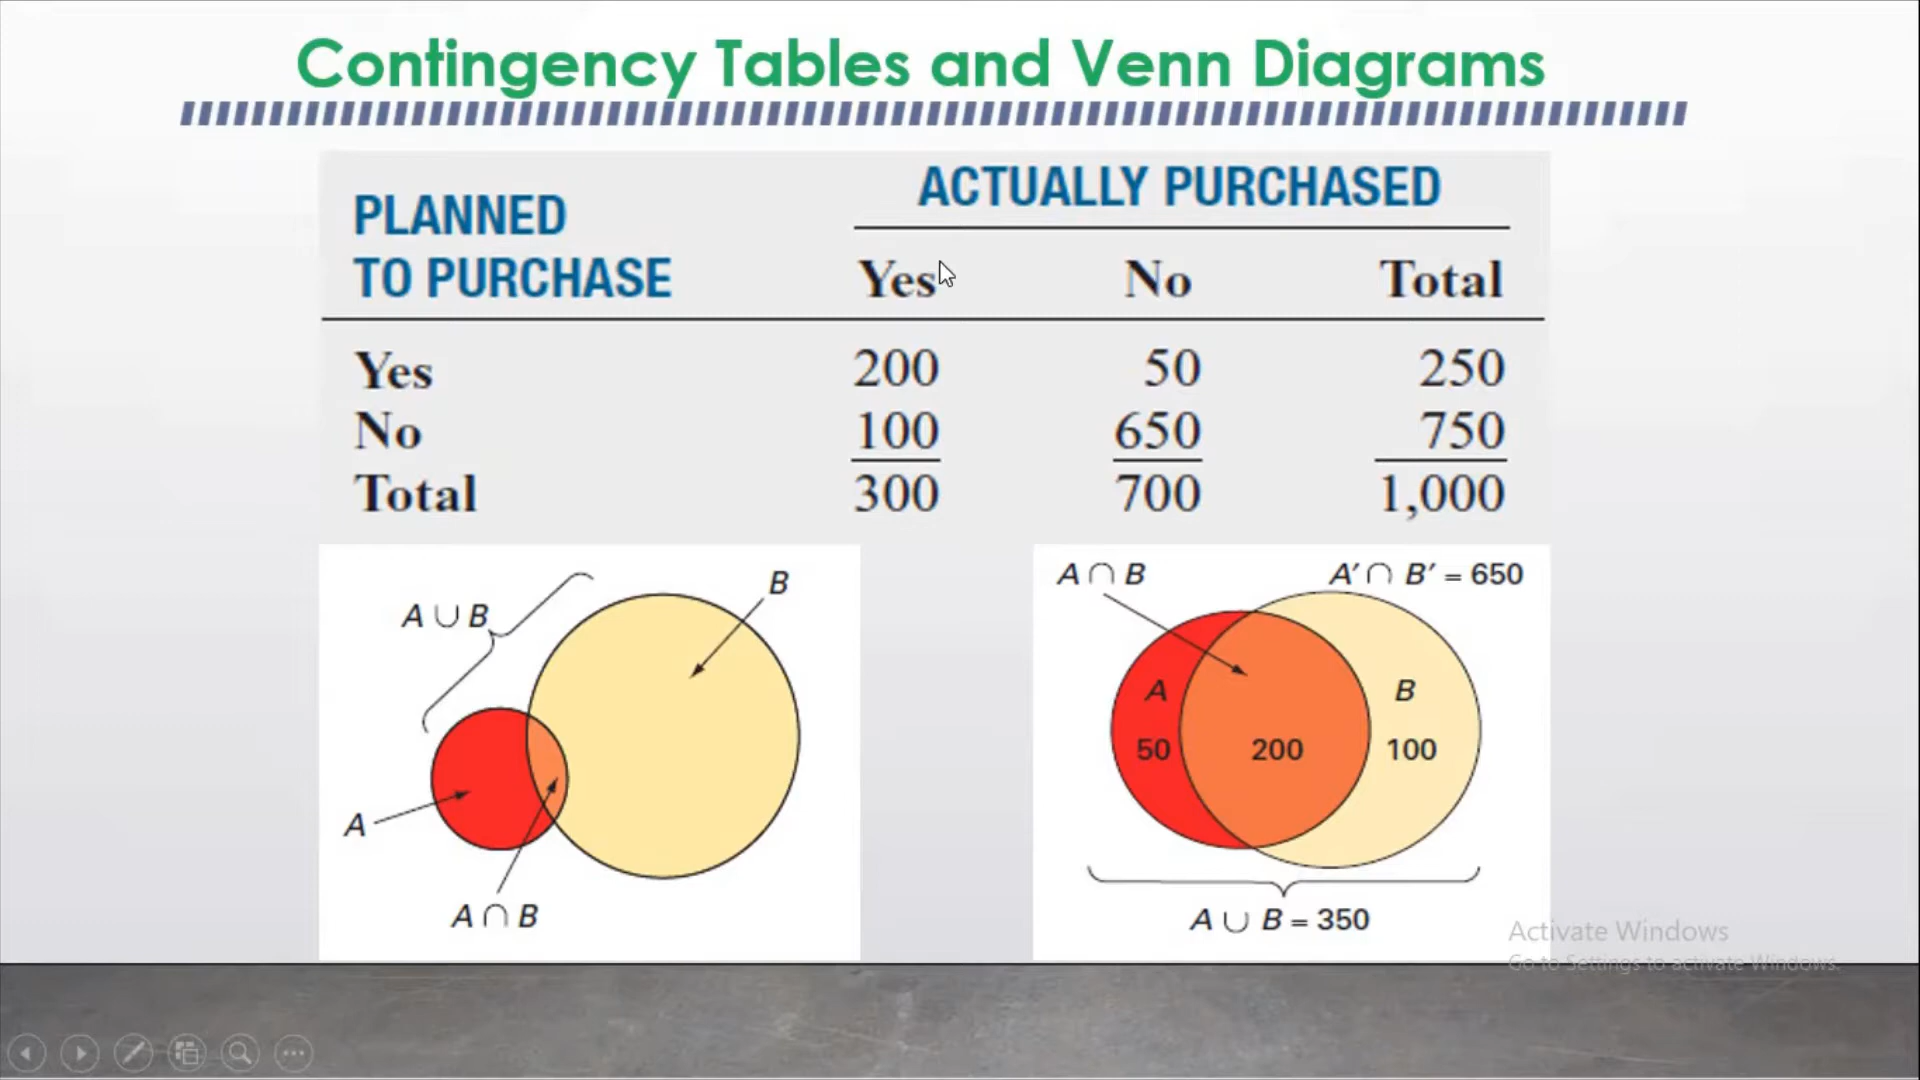 Contingency Tables and Venn Diagrams
PLANNED
TO PURCHASE
ACTUALLY PURCHASED
Yes No Total
Yes 200 50 250
No 100 650 750
Total 300 700 1,000
A ∪ B
B
A
A ∩ B
A ∩ B
A′ ∩ B′ = 650
A
B
50
200
100
A ∪ B = 350
Activate Windows
Go to Settings to activate Windows.